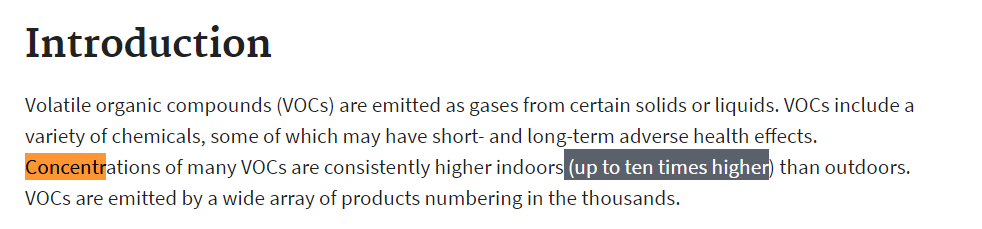 Introduction
Volatile organic compounds (VOCs) are emitted as gases from certain solids or liquids. VOCs include a
variety of chemicals, some of which may have short- and long-term adverse health effects.
Concentrations of many VOCs are consistently higher indoors (up to ten times higher) than outdoors.
VOCs are emitted by a wide array of products numbering in the thousands.